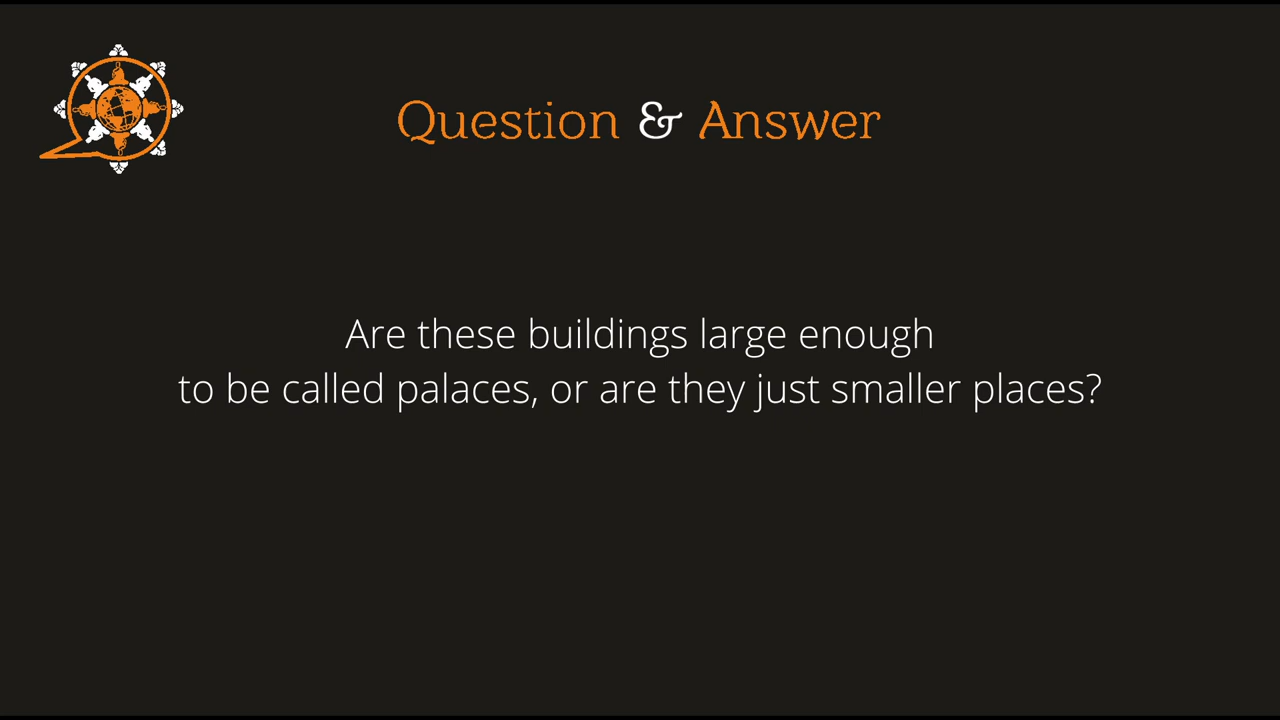 Question & Answer
Are these buildings large enough
to be called palaces, or are they just smaller places?